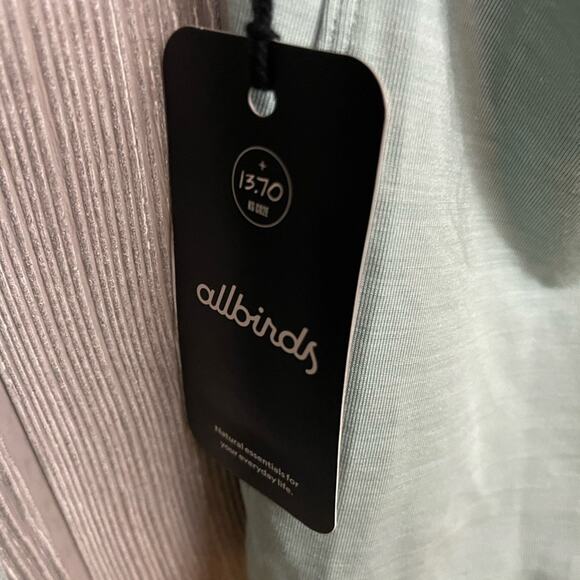 +
13.70
KG CO2E
allbirds
Natural essentials for
your everyday life.